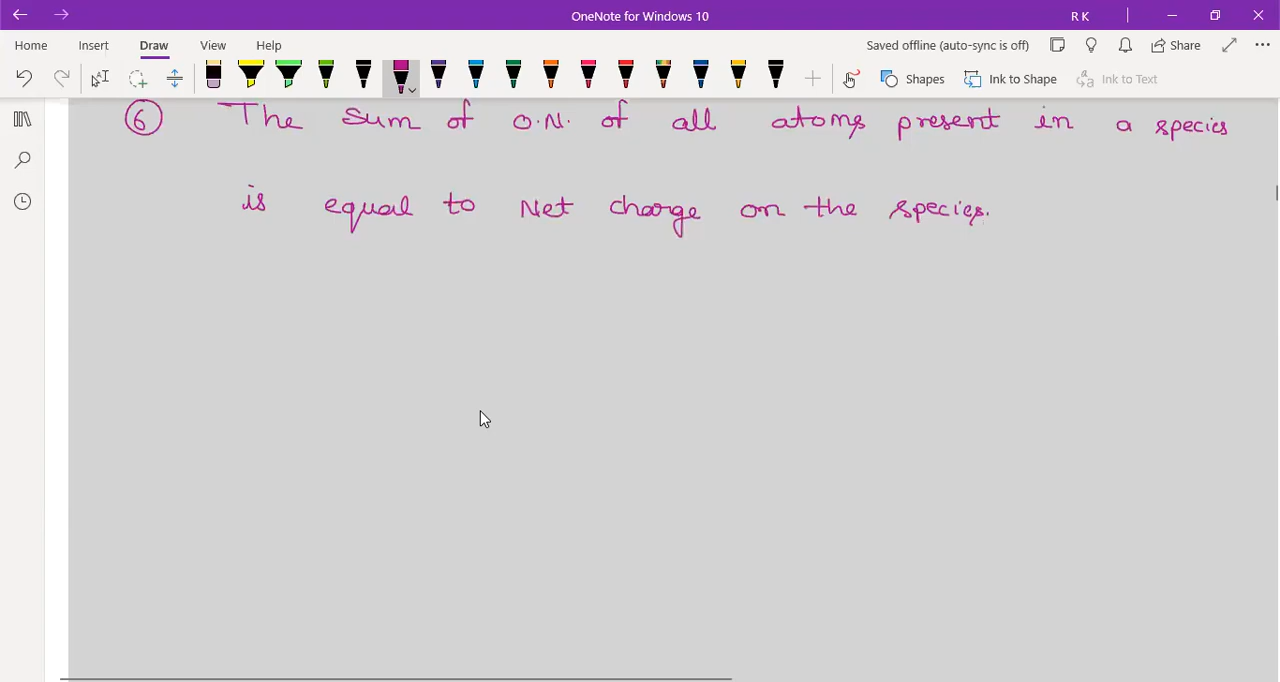 OneNote for Windows 10
R K
Home Insert Draw View Help
Saved offline (auto-sync is off)
Share
Shapes
Ink to Shape
Ink to Text
6 The Sum of O.N. of all atoms present in a species
is equal to Net charge on the species.